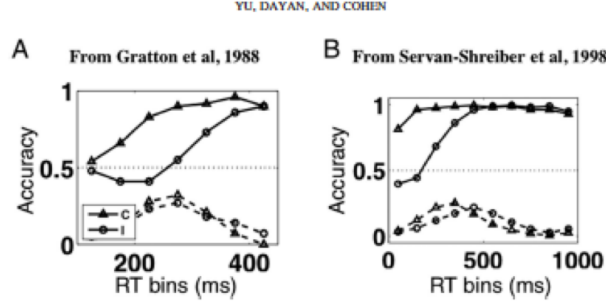 YU, DAYAN, AND COHEN
A From Gratton et al, 1988
1
0.5
0
Accuracy
C
I
200 400
RT bins (ms)
B From Servan-Shreiber et al, 1998
1
0.5
0
Accuracy
0 500 1000
RT bins (ms)